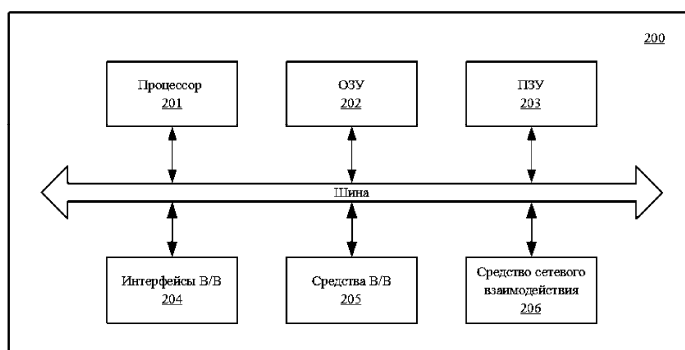 200
Процессор
201
ОЗУ
202
ПЗУ
203
Шина
Интерфейсы В/В
204
Средства В/В
205
Средство сетевого
взаимодействия
206